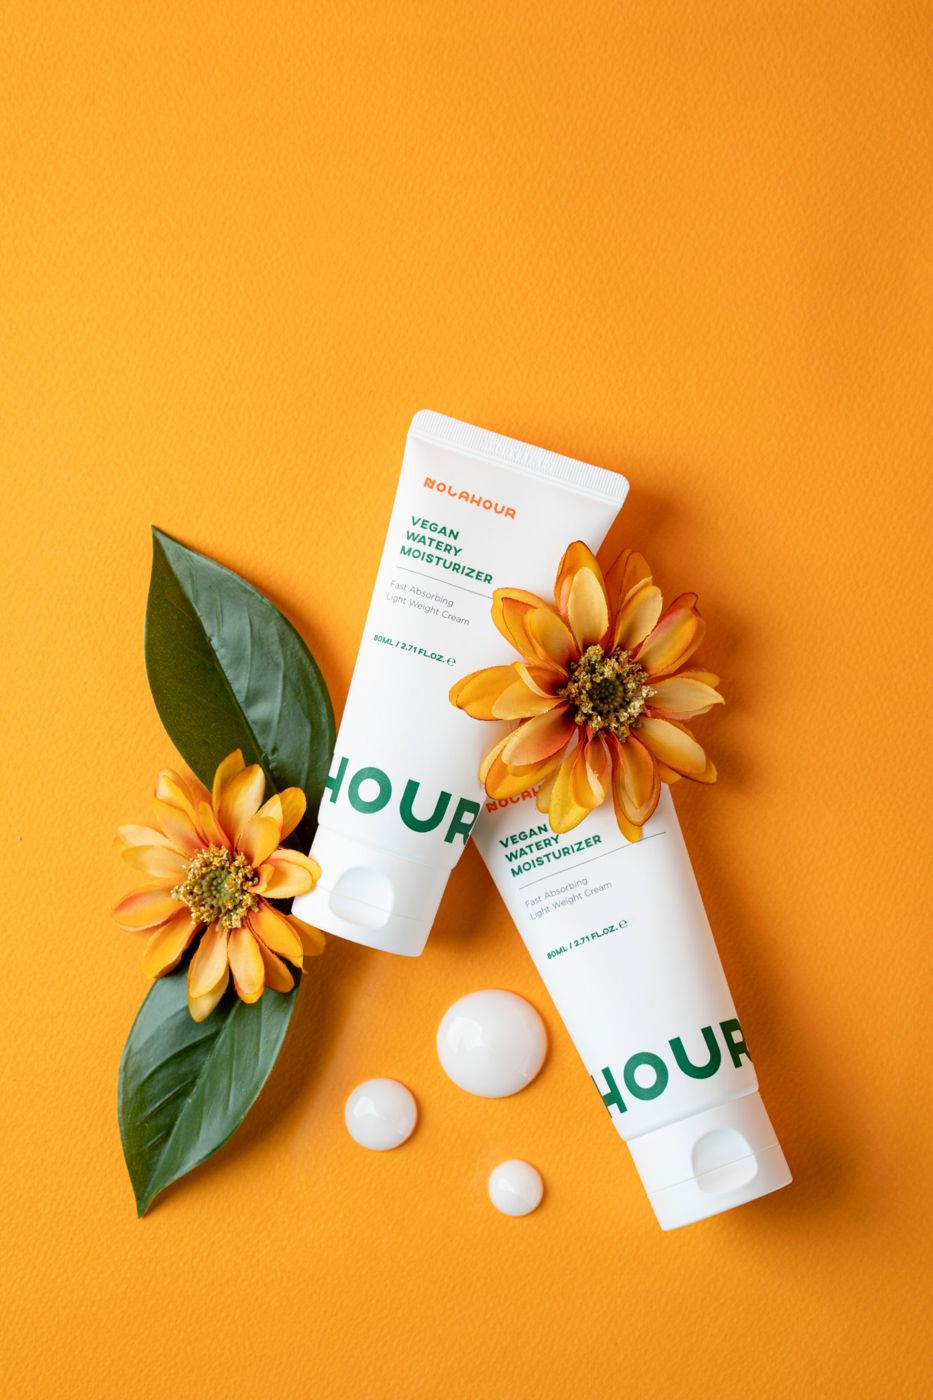 NOLAHOUR
VEGAN
WATERY
MOISTURIZER
Fast Absorbing
Light Weight Cream
80ML / 2.71 FL.OZ. ℮
HOUR
NOLAH
VEGAN
WATERY
MOISTURIZER
Fast Absorbing
Light Weight Cream
80ML / 2.71 FL.OZ. ℮
HOUR